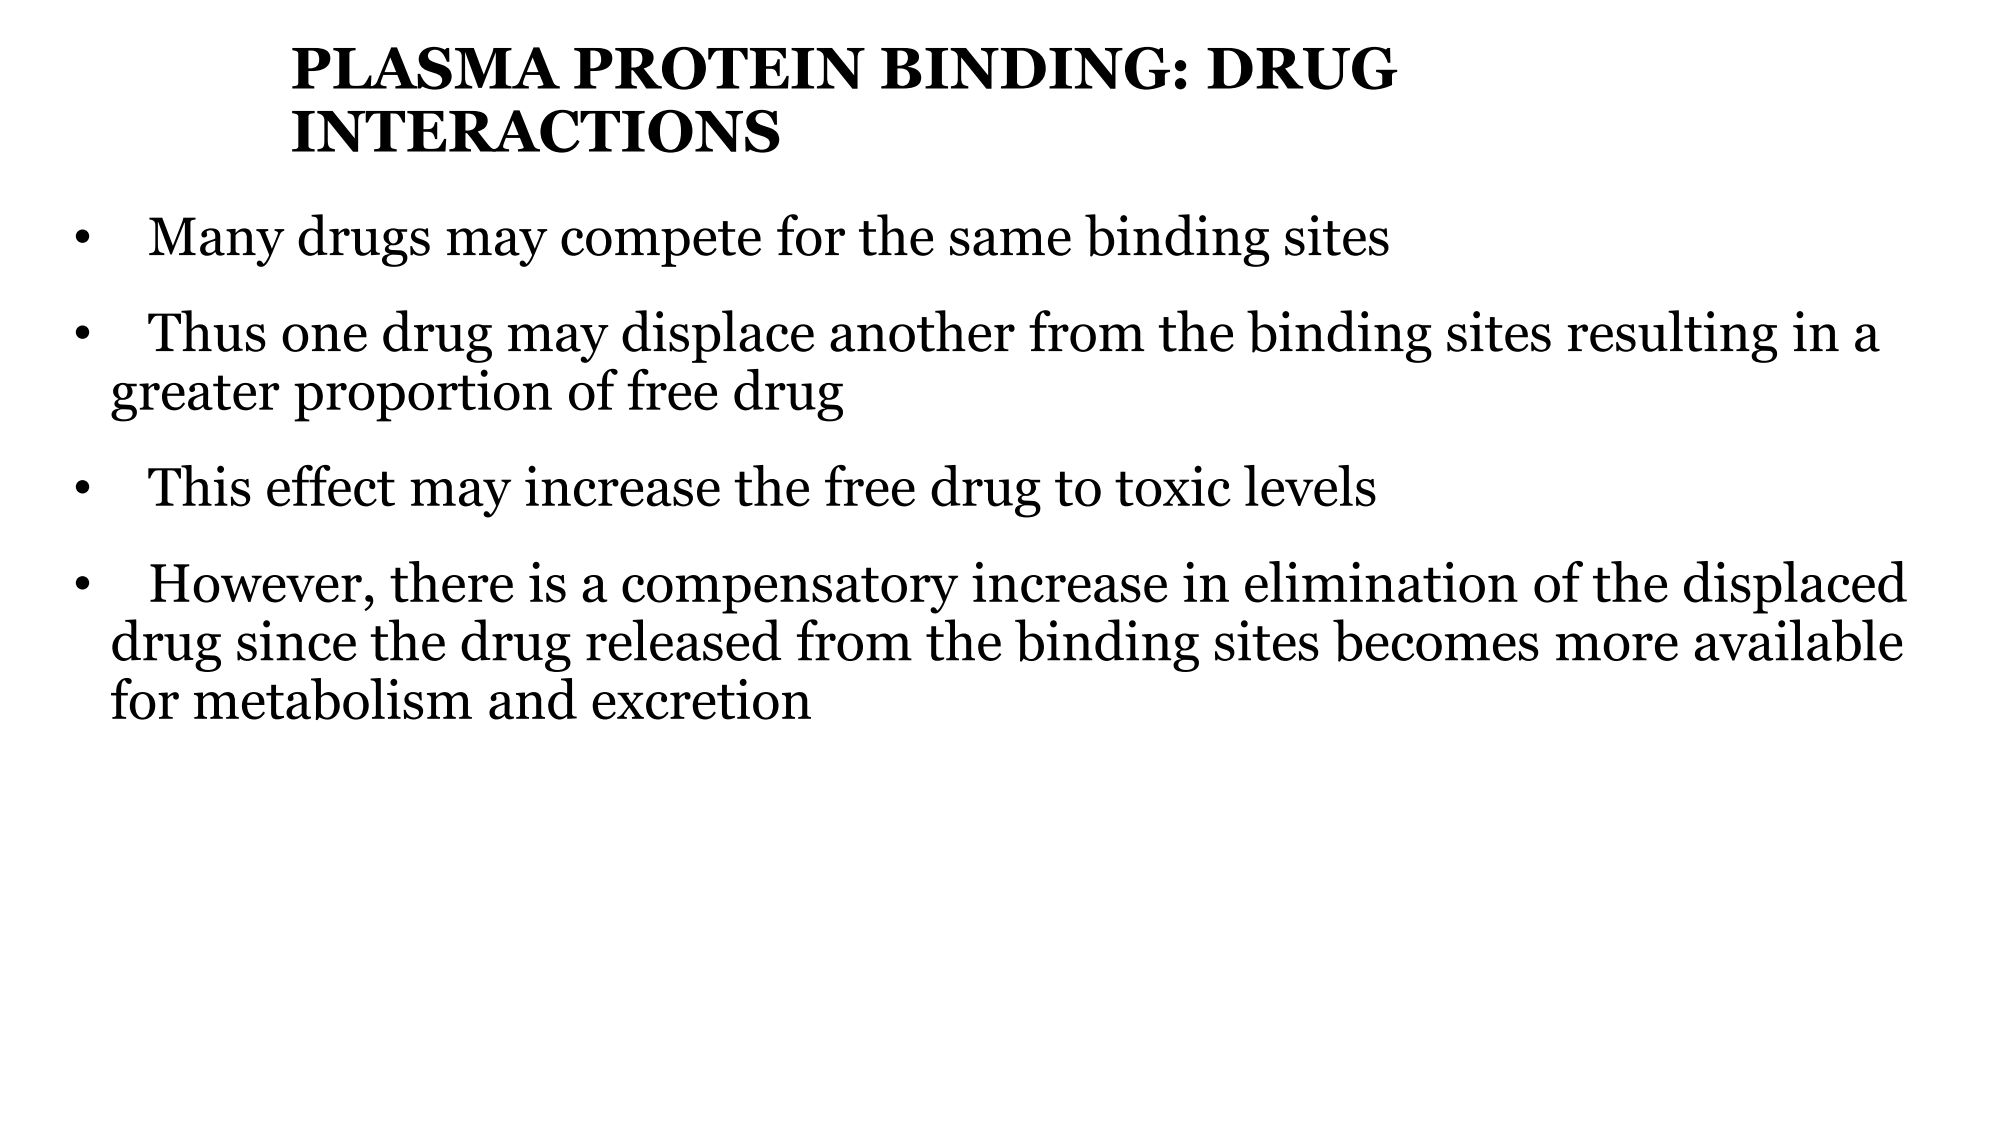 PLASMA PROTEIN BINDING: DRUG
INTERACTIONS
• Many drugs may compete for the same binding sites
• Thus one drug may displace another from the binding sites resulting in a
greater proportion of free drug
• This effect may increase the free drug to toxic levels
• However, there is a compensatory increase in elimination of the displaced
drug since the drug released from the binding sites becomes more available
for metabolism and excretion